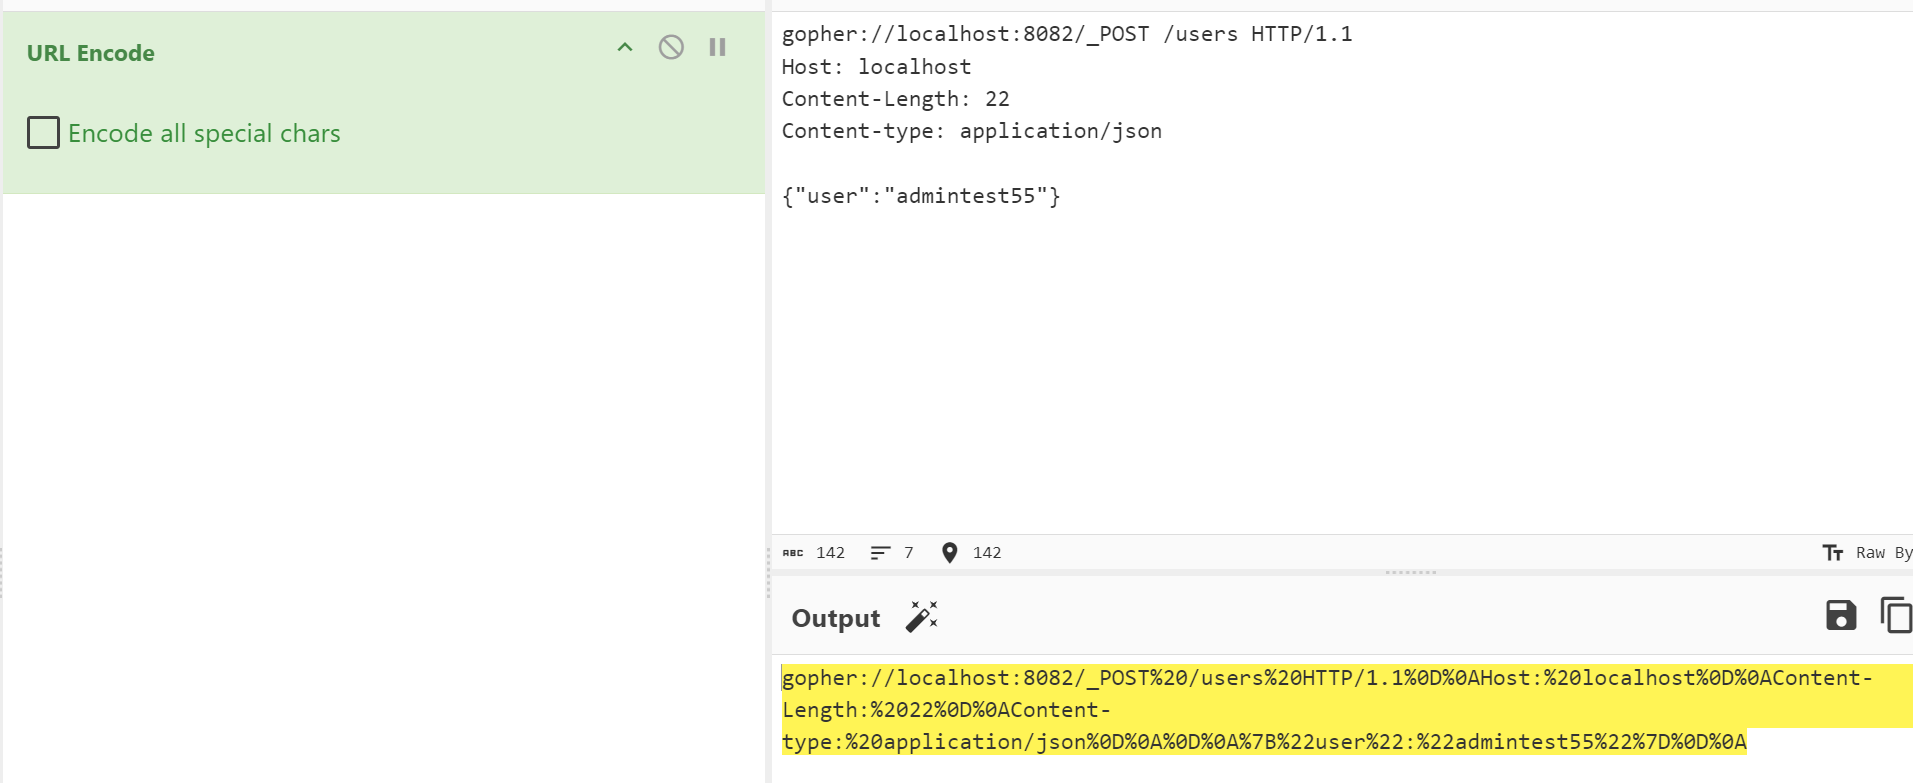 URL Encode
Encode all special chars
gopher://localhost:8082/_POST /users HTTP/1.1
Host: localhost
Content-Length: 22
Content-type: application/json
{"user":"admintest55"}
ABC 142 7 142 Raw By
Output
gopher://localhost:8082/_POST%20/users%20HTTP/1.1%0D%0AHost:%20localhost%0D%0AContent-
Length:%2022%0D%0AContent-
type:%20application/json%0D%0A%0D%0A%7B%22user%22:%22admintest55%22%7D%0D%0A